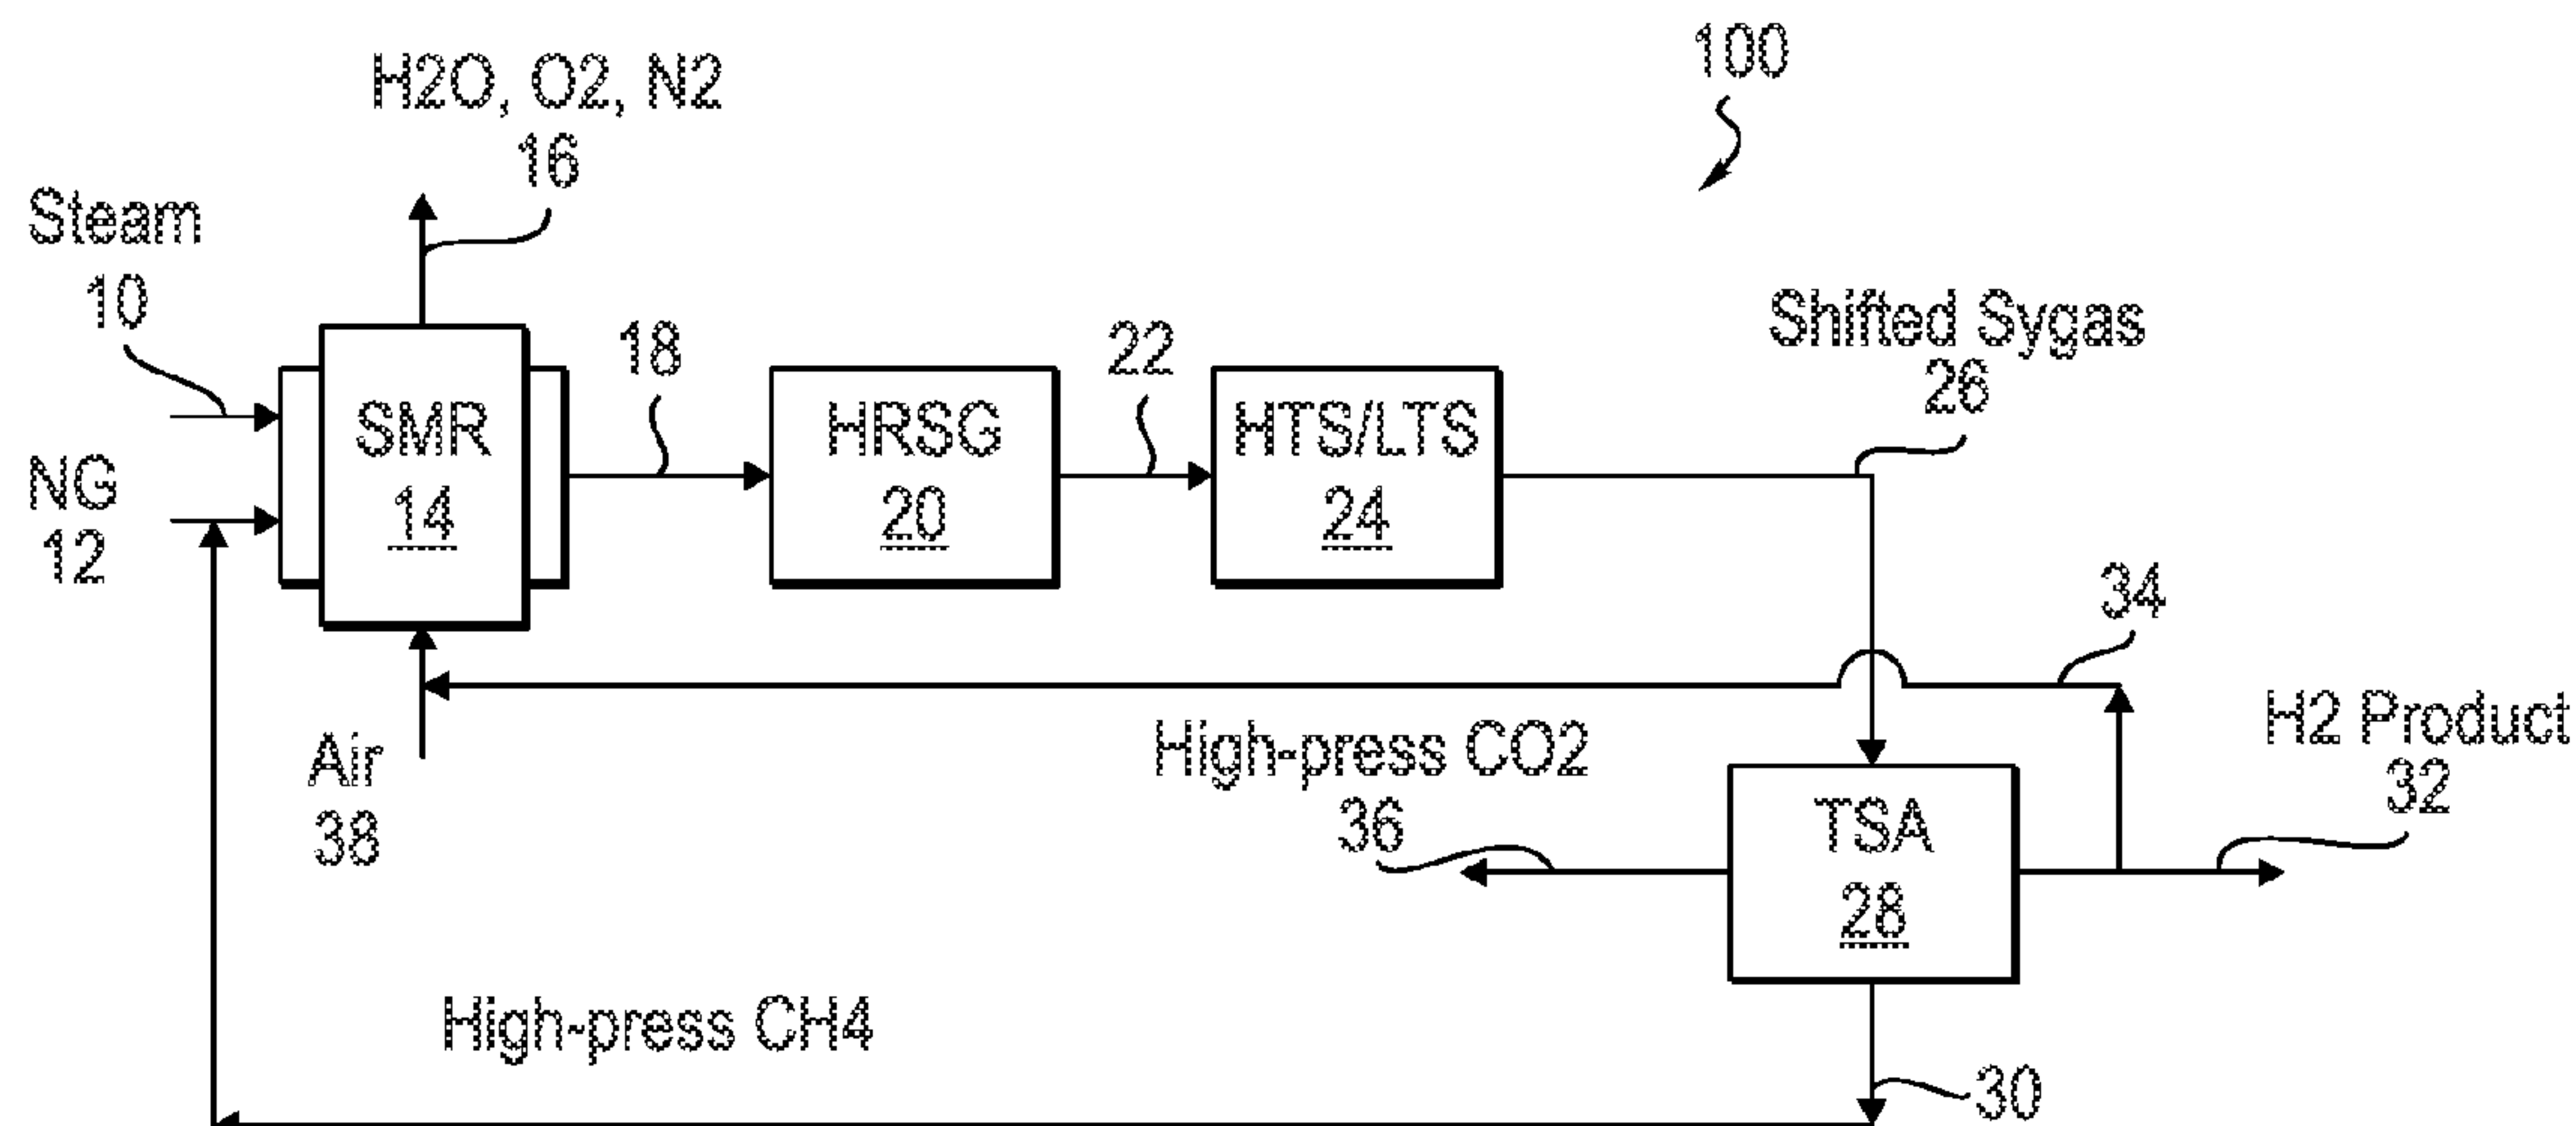 100
H2O, O2, N2
16
Steam
10
NG
12
SMR
14
18
HRSG
20
22
HTS/LTS
24
Shifted Sygas
26
34
Air
38
High-press CO2
36
TSA
28
H2 Product
32
High-press CH4
30